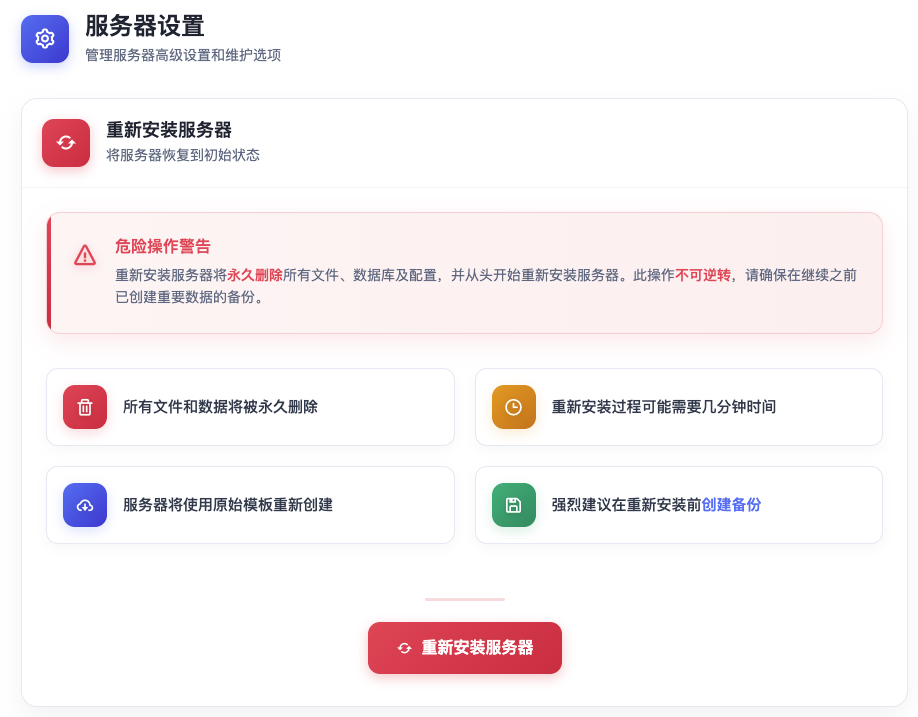 服务器设置
管理服务器高级设置和维护选项
重新安装服务器
将服务器恢复到初始状态
危险操作警告
重新安装服务器将永久删除所有文件、数据库及配置，并从头开始重新安装服务器。此操作不可逆转，请确保在继续之前
已创建重要数据的备份。
所有文件和数据将被永久删除
重新安装过程可能需要几分钟时间
服务器将使用原始模板重新创建
强烈建议在重新安装前创建备份
重新安装服务器